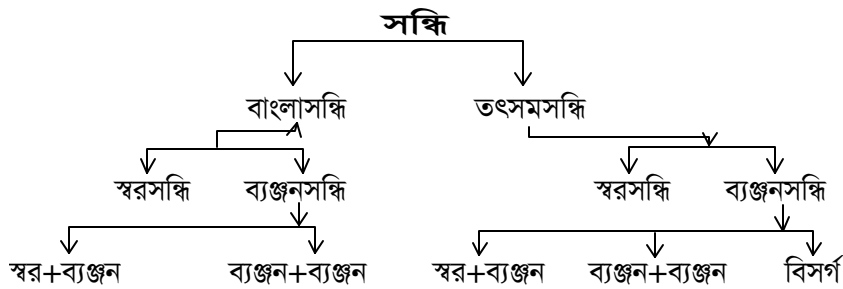 সন্ধি
বাংলাসন্ধি তৎসমসন্ধি
স্বরসন্ধি ব্যঞ্জনসন্ধি স্বরসন্ধি ব্যঞ্জনসন্ধি
স্বর+ব্যঞ্জন ব্যঞ্জন+ব্যঞ্জন স্বর+ব্যঞ্জন ব্যঞ্জন+ব্যঞ্জন বিসর্গ